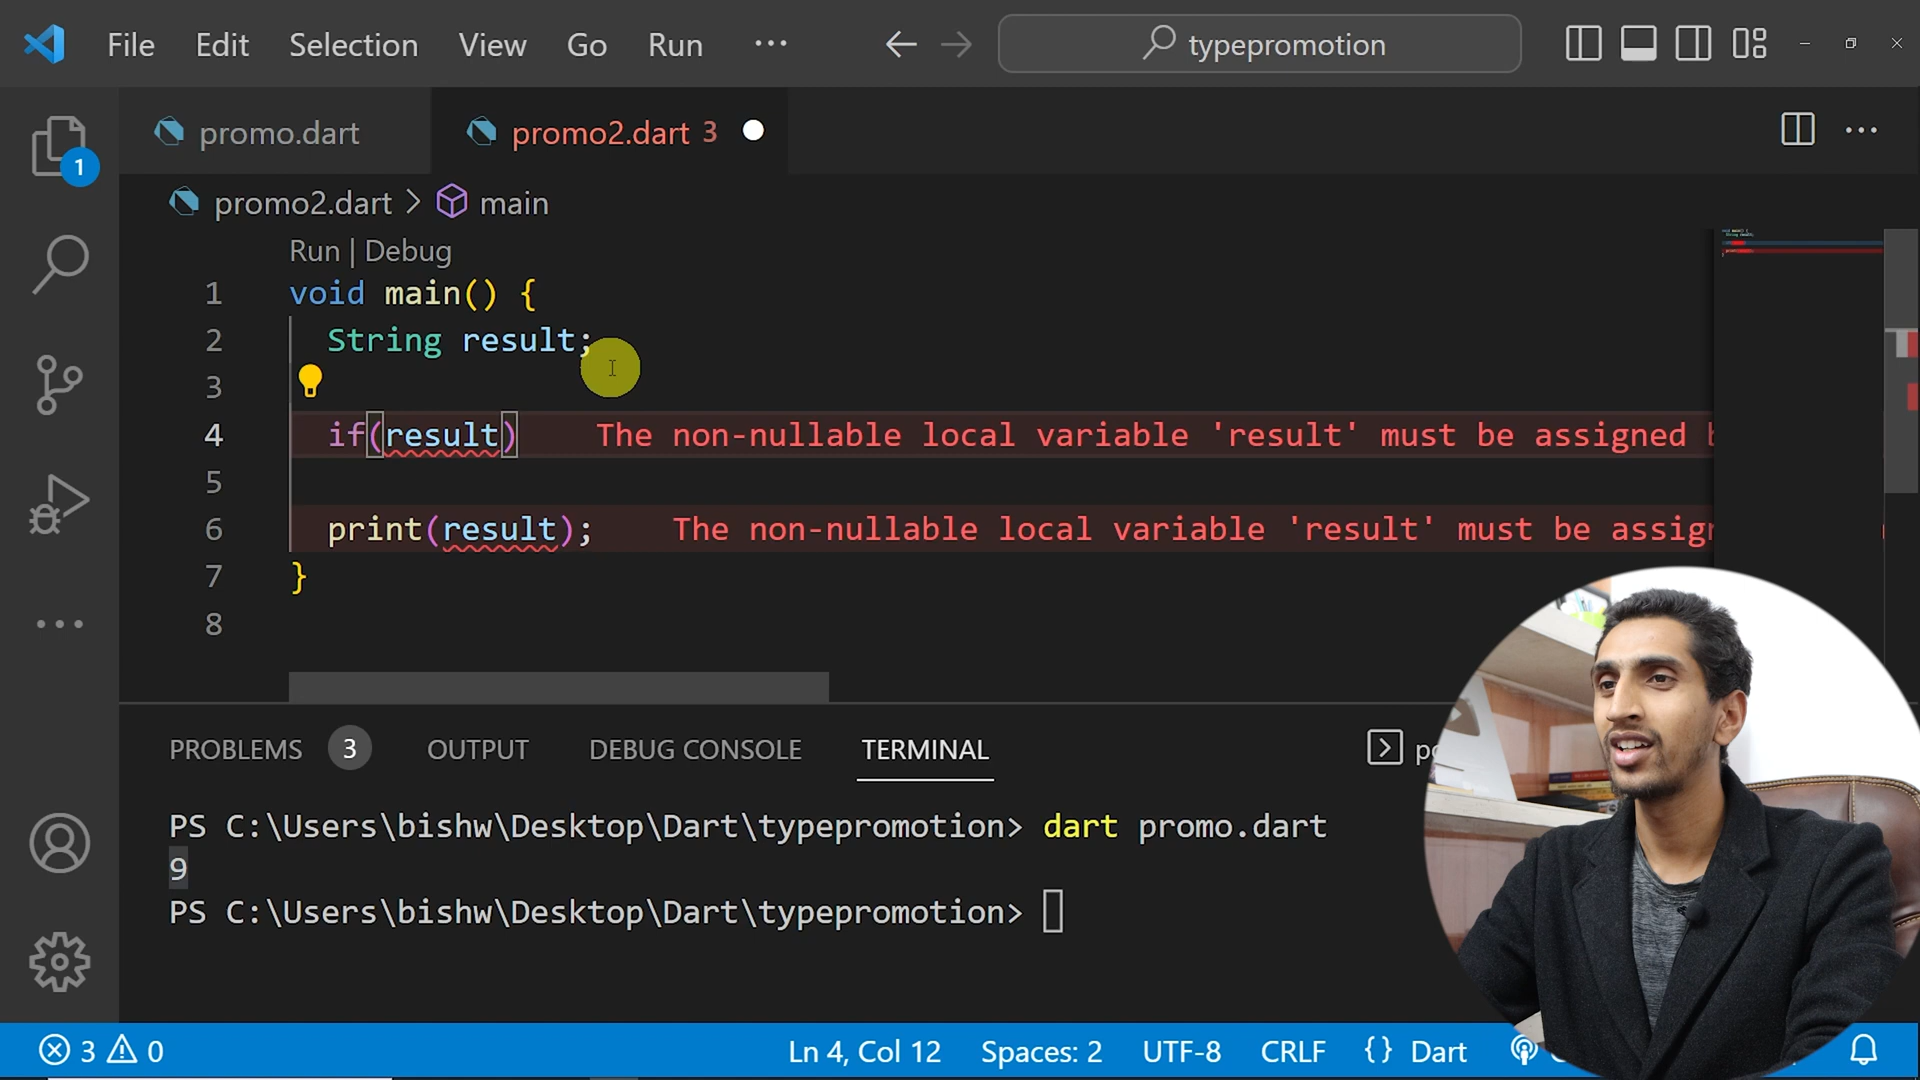 File Edit Selection View Go Run ··· typepromotion
1
promo.dart promo2.dart 3
promo2.dart > main
Run | Debug
1 void main() {
2 String result;
3
4 if(result) The non-nullable local variable 'result' must be assigned
5
6 print(result); The non-nullable local variable 'result' must be assign
7 }
8
PROBLEMS 3 OUTPUT DEBUG CONSOLE TERMINAL
PS C:\Users\bishw\Desktop\Dart\typepromotion> dart promo.dart
9
PS C:\Users\bishw\Desktop\Dart\typepromotion>
3 0 Ln 4, Col 12 Spaces: 2 UTF-8 CRLF {} Dart